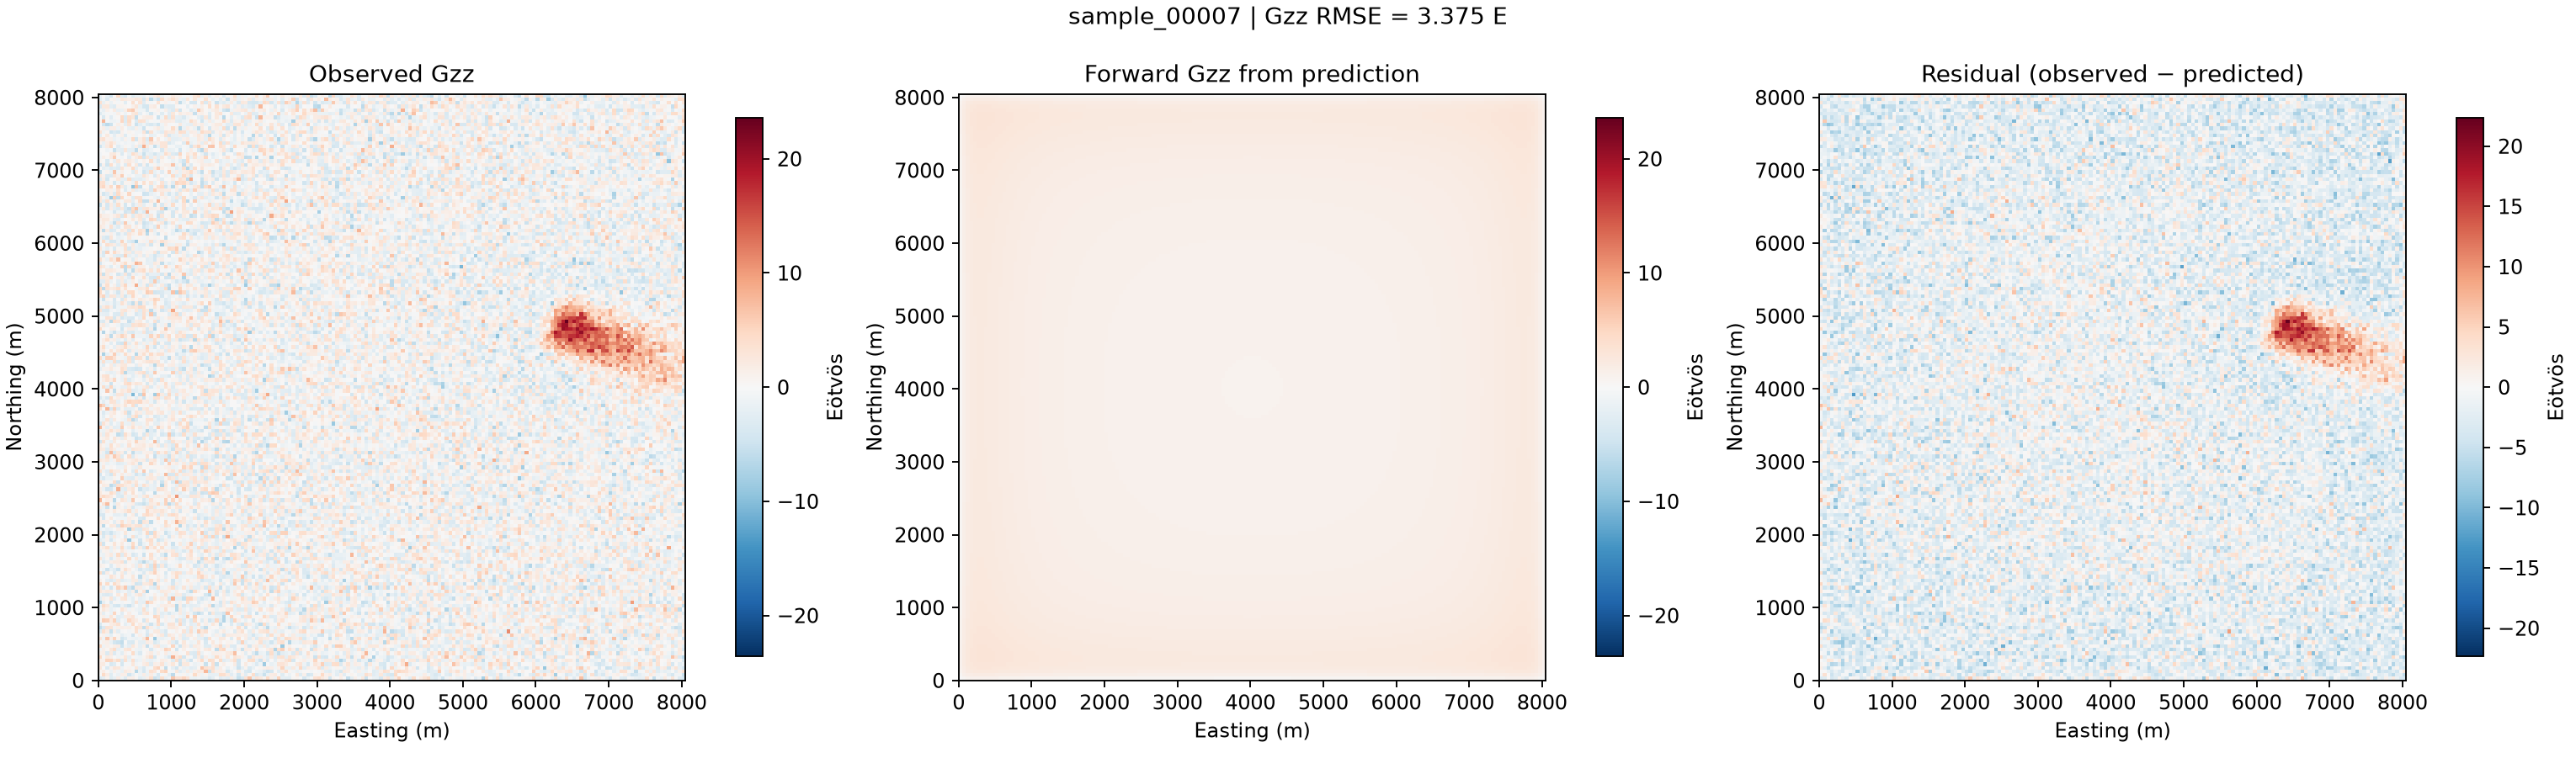 sample_00007 | Gzz RMSE = 3.375 E
Observed Gzz
8000
7000
6000
5000
4000
3000
2000
1000
0
Northing (m)
0 1000 2000 3000 4000 5000 6000 7000 8000
Easting (m)
20
10
0
−10
−20
Eötvös
Forward Gzz from prediction
8000
7000
6000
5000
4000
3000
2000
1000
0
Northing (m)
0 1000 2000 3000 4000 5000 6000 7000 8000
Easting (m)
20
10
0
−10
−20
Eötvös
Residual (observed − predicted)
8000
7000
6000
5000
4000
3000
2000
1000
0
Northing (m)
0 1000 2000 3000 4000 5000 6000 7000 8000
Easting (m)
20
15
10
5
0
−5
−10
−15
−20
Eötvös